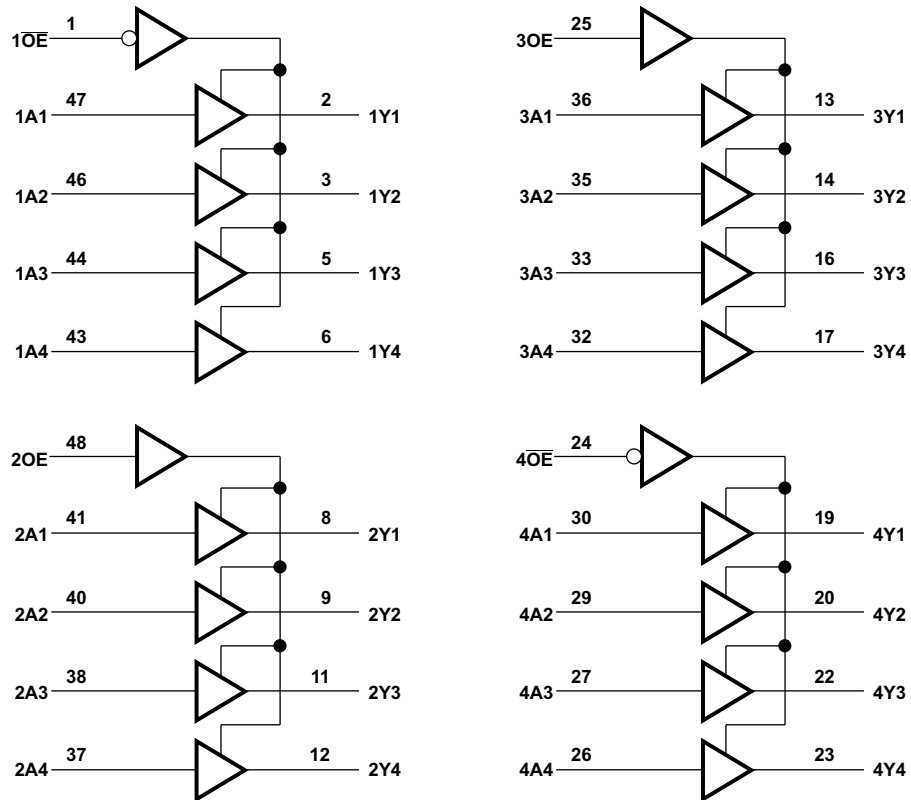 1O̅E̅ 1
1A1 47 2 1Y1
1A2 46 3 1Y2
1A3 44 5 1Y3
1A4 43 6 1Y4
3OE 25
3A1 36 13 3Y1
3A2 35 14 3Y2
3A3 33 16 3Y3
3A4 32 17 3Y4
2OE 48
2A1 41 8 2Y1
2A2 40 9 2Y2
2A3 38 11 2Y3
2A4 37 12 2Y4
4O̅E̅ 24
4A1 30 19 4Y1
4A2 29 20 4Y2
4A3 27 22 4Y3
4A4 26 23 4Y4